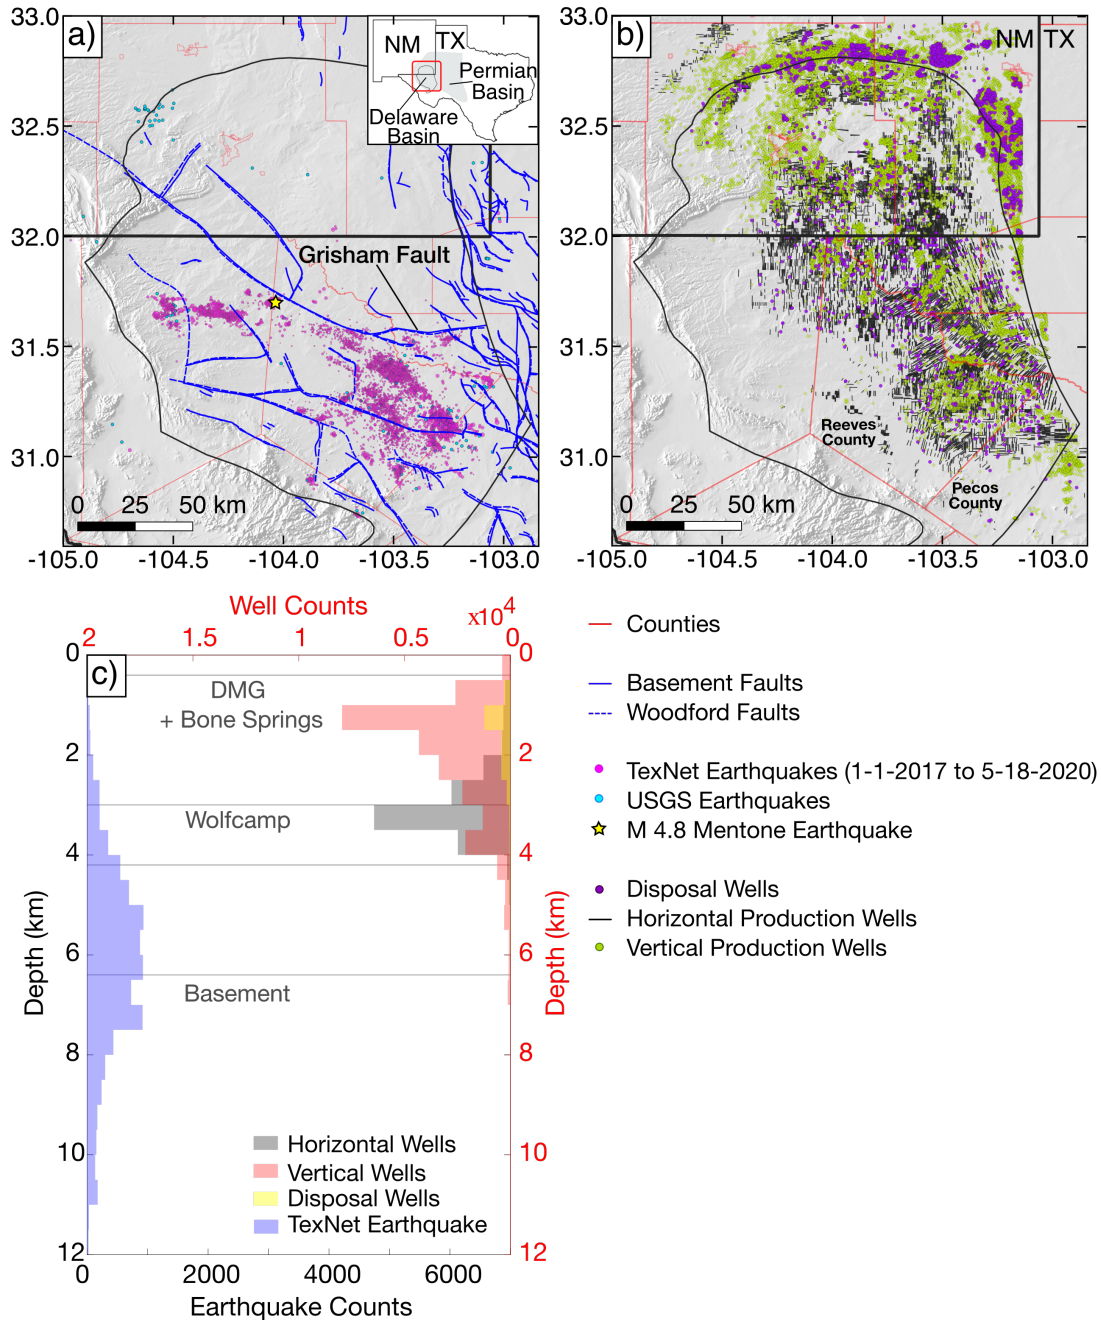 a)
33.0
32.5
32.0
31.5
31.0
-105.0
-104.5
-104.0
-103.5
-103.0
NM
TX
Permian
Basin
Delaware
Basin
Grisham Fault
0 25 50 km
b)
33.0
32.5
32.0
31.5
31.0
-105.0
-104.5
-104.0
-103.5
-103.0
NM TX
Reeves
County
Pecos
County
0 25 50 km
c)
Well Counts
x10⁴
2 1.5 1 0.5 0
0
2
4
6
8
10
12
Depth (km)
DMG
+ Bone Springs
Wolfcamp
Basement
Horizontal Wells
Vertical Wells
Disposal Wells
TexNet Earthquake
0
2
4
6
8
10
12
Depth (km)
0 2000 4000 6000
Earthquake Counts
Counties
Basement Faults
Woodford Faults
TexNet Earthquakes (1-1-2017 to 5-18-2020)
USGS Earthquakes
M 4.8 Mentone Earthquake
Disposal Wells
Horizontal Production Wells
Vertical Production Wells